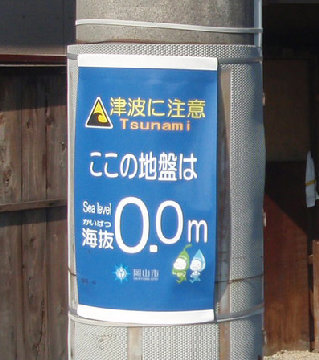 津波に注意
Tsunami
ここの地盤は
Sea level
かいばつ
海抜 0.0m
岡山市